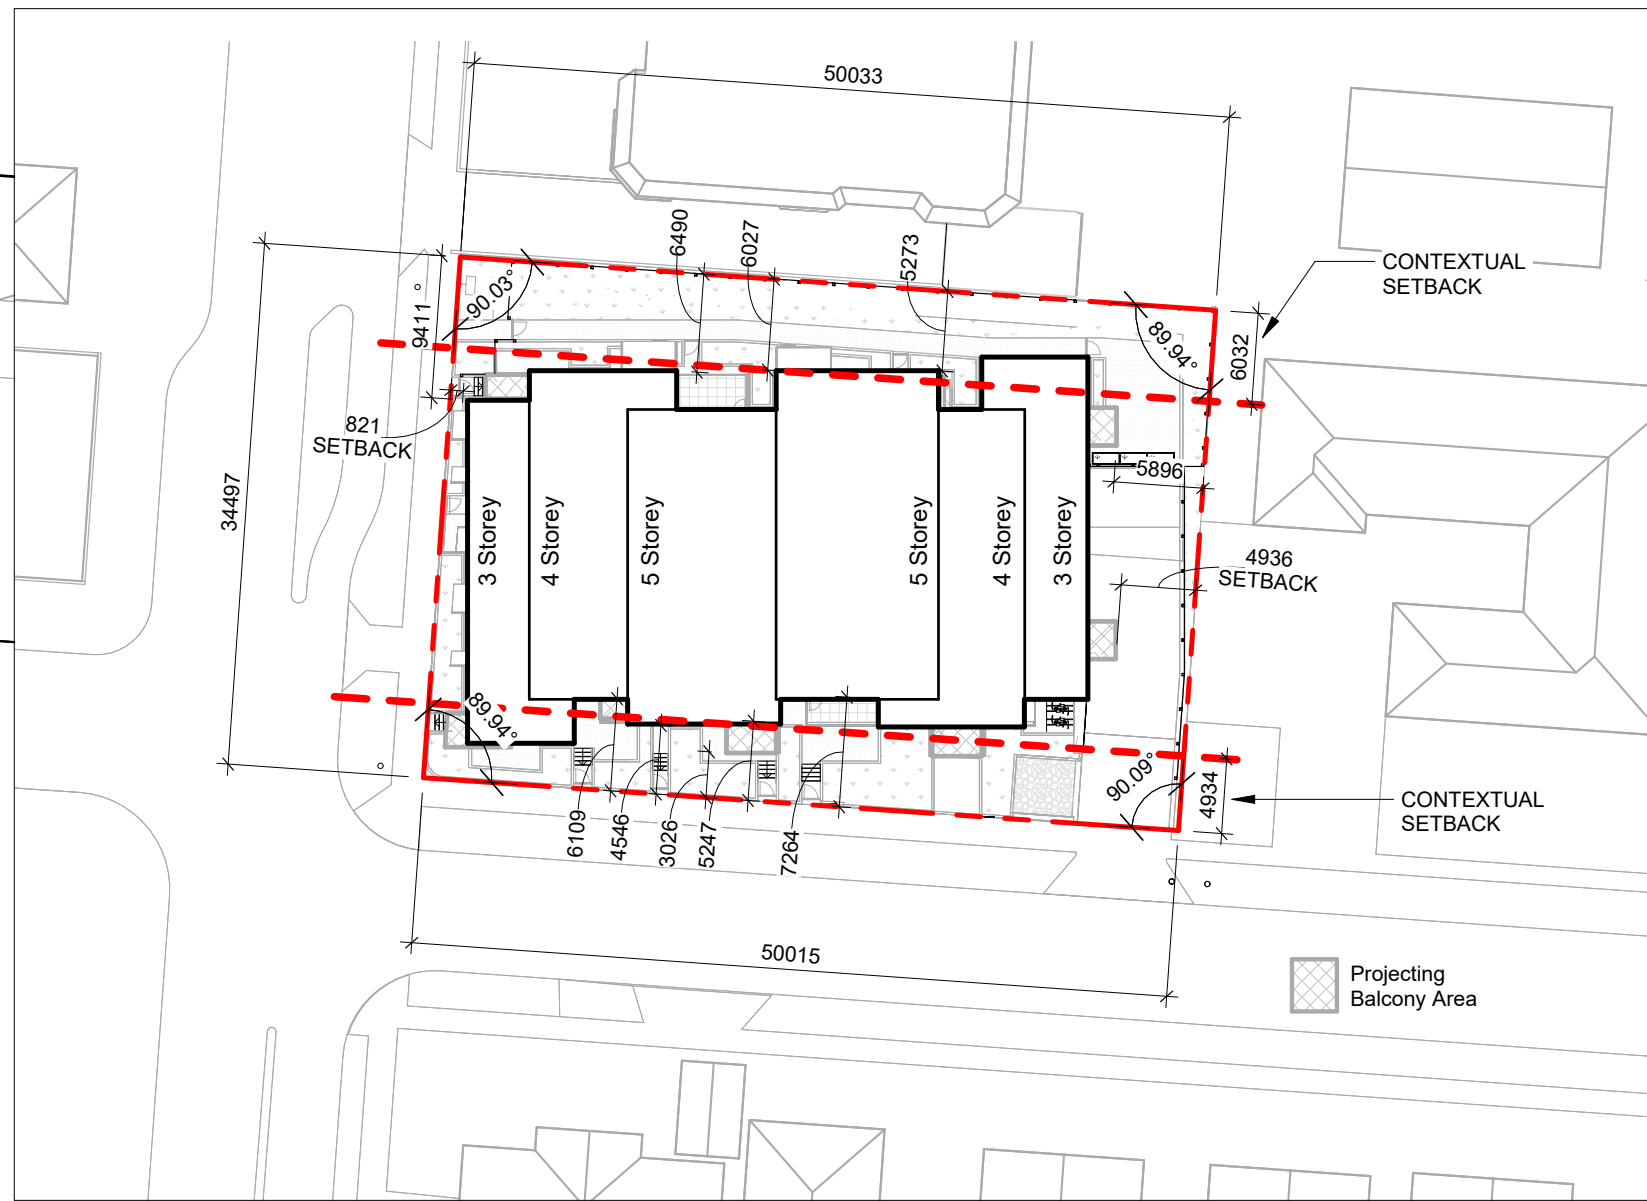 50033
6490
6027
5273
CONTEXTUAL
SETBACK
90.03°
9411
89.94°
6032
821
SETBACK
34497
5896
3 Storey
4 Storey
5 Storey
5 Storey
4 Storey
3 Storey
4936
SETBACK
89.94°
90.09°
4934
CONTEXTUAL
SETBACK
6109
4546
3026
5247
7264
50015
Projecting
Balcony Area